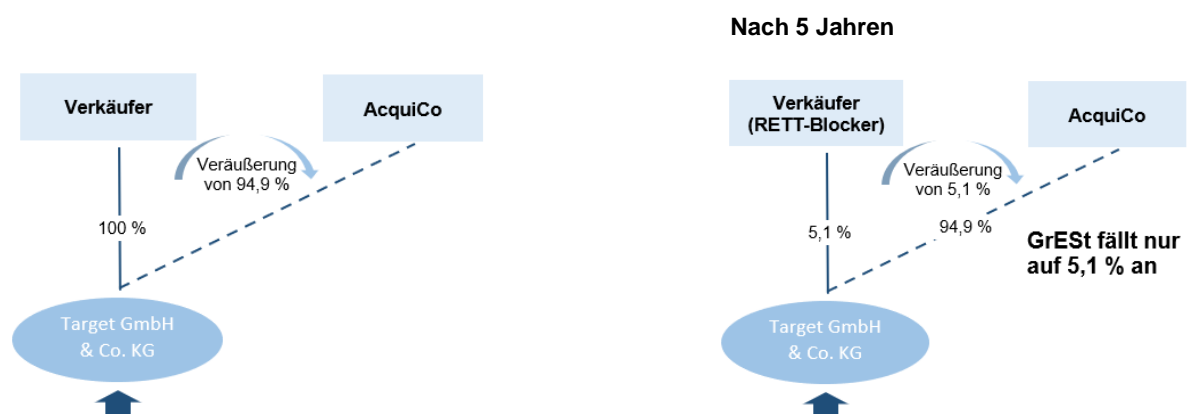 Nach 5 Jahren
Verkäufer
AcquiCo
Veräußerung
von 94,9 %
100 %
Target GmbH
& Co. KG
Verkäufer
(RETT-Blocker)
AcquiCo
Veräußerung
von 5,1 %
5,1 %
94,9 %
GrESt fällt nur
auf 5,1 % an
Target GmbH
& Co. KG